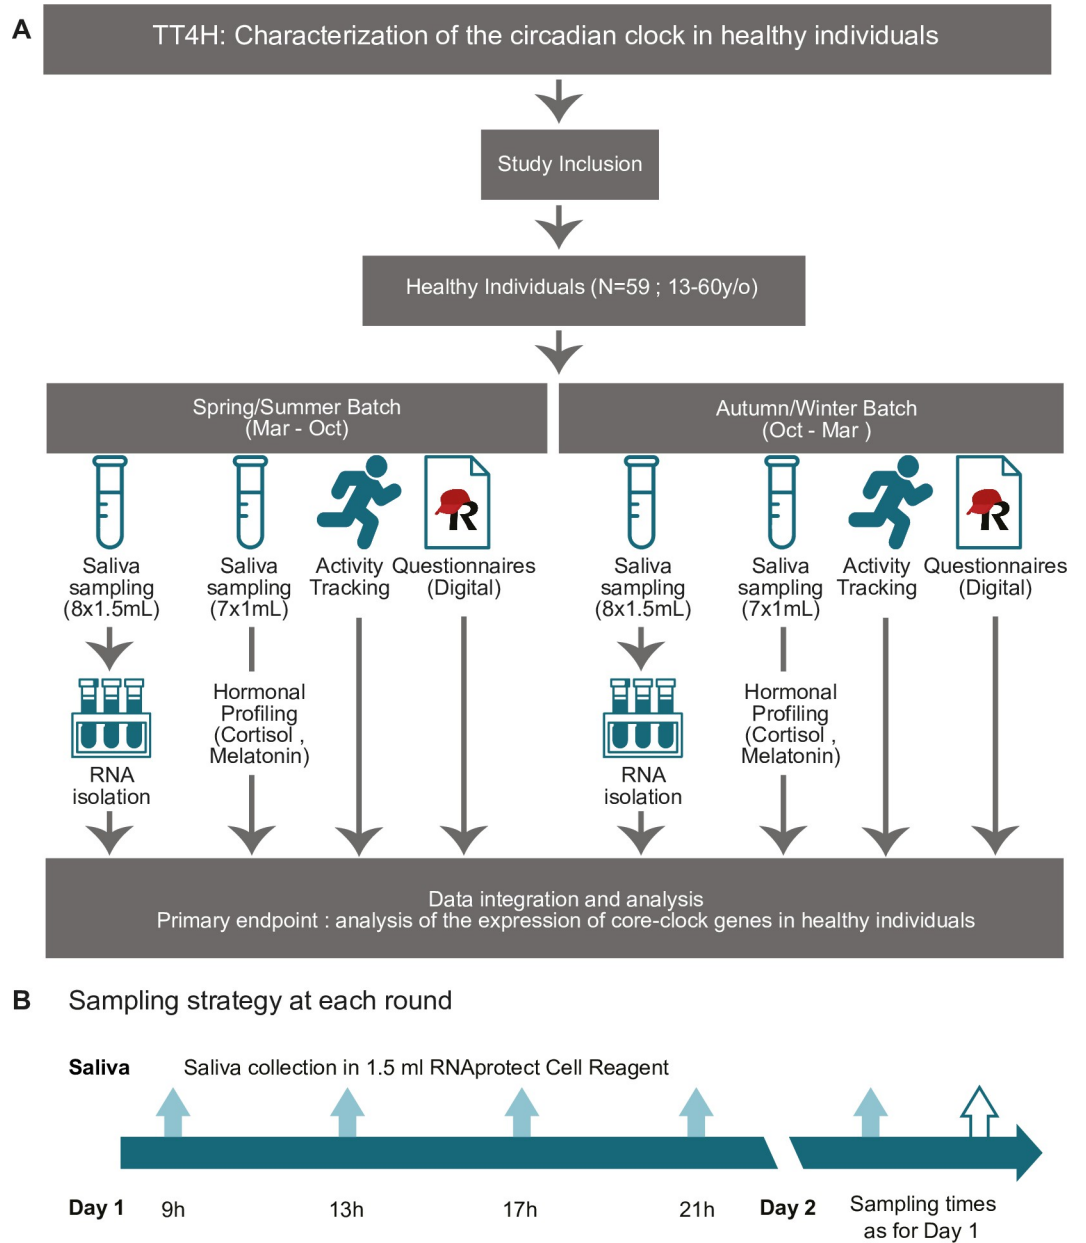 A
TT4H: Characterization of the circadian clock in healthy individuals
Study Inclusion
Healthy Individuals (N=59 ; 13-60y/o)
Spring/Summer Batch
(Mar - Oct)
Autumn/Winter Batch
(Oct - Mar )
R
R
Saliva
sampling
(8x1.5mL)
Saliva
sampling
(7x1mL)
Activity
Tracking
Questionnaires
(Digital)
Saliva
sampling
(8x1.5mL)
Saliva
sampling
(7x1mL)
Activity
Tracking
Questionnaires
(Digital)
RNA
isolation
Hormonal
Profiling
(Cortisol ,
Melatonin)
RNA
isolation
Hormonal
Profiling
(Cortisol ,
Melatonin)
Data integration and analysis
Primary endpoint : analysis of the expression of core-clock genes in healthy individuals
B
Sampling strategy at each round
Saliva
Saliva collection in 1.5 ml RNAprotect Cell Reagent
Day 1
9h
13h
17h
21h
Day 2
Sampling times
as for Day 1